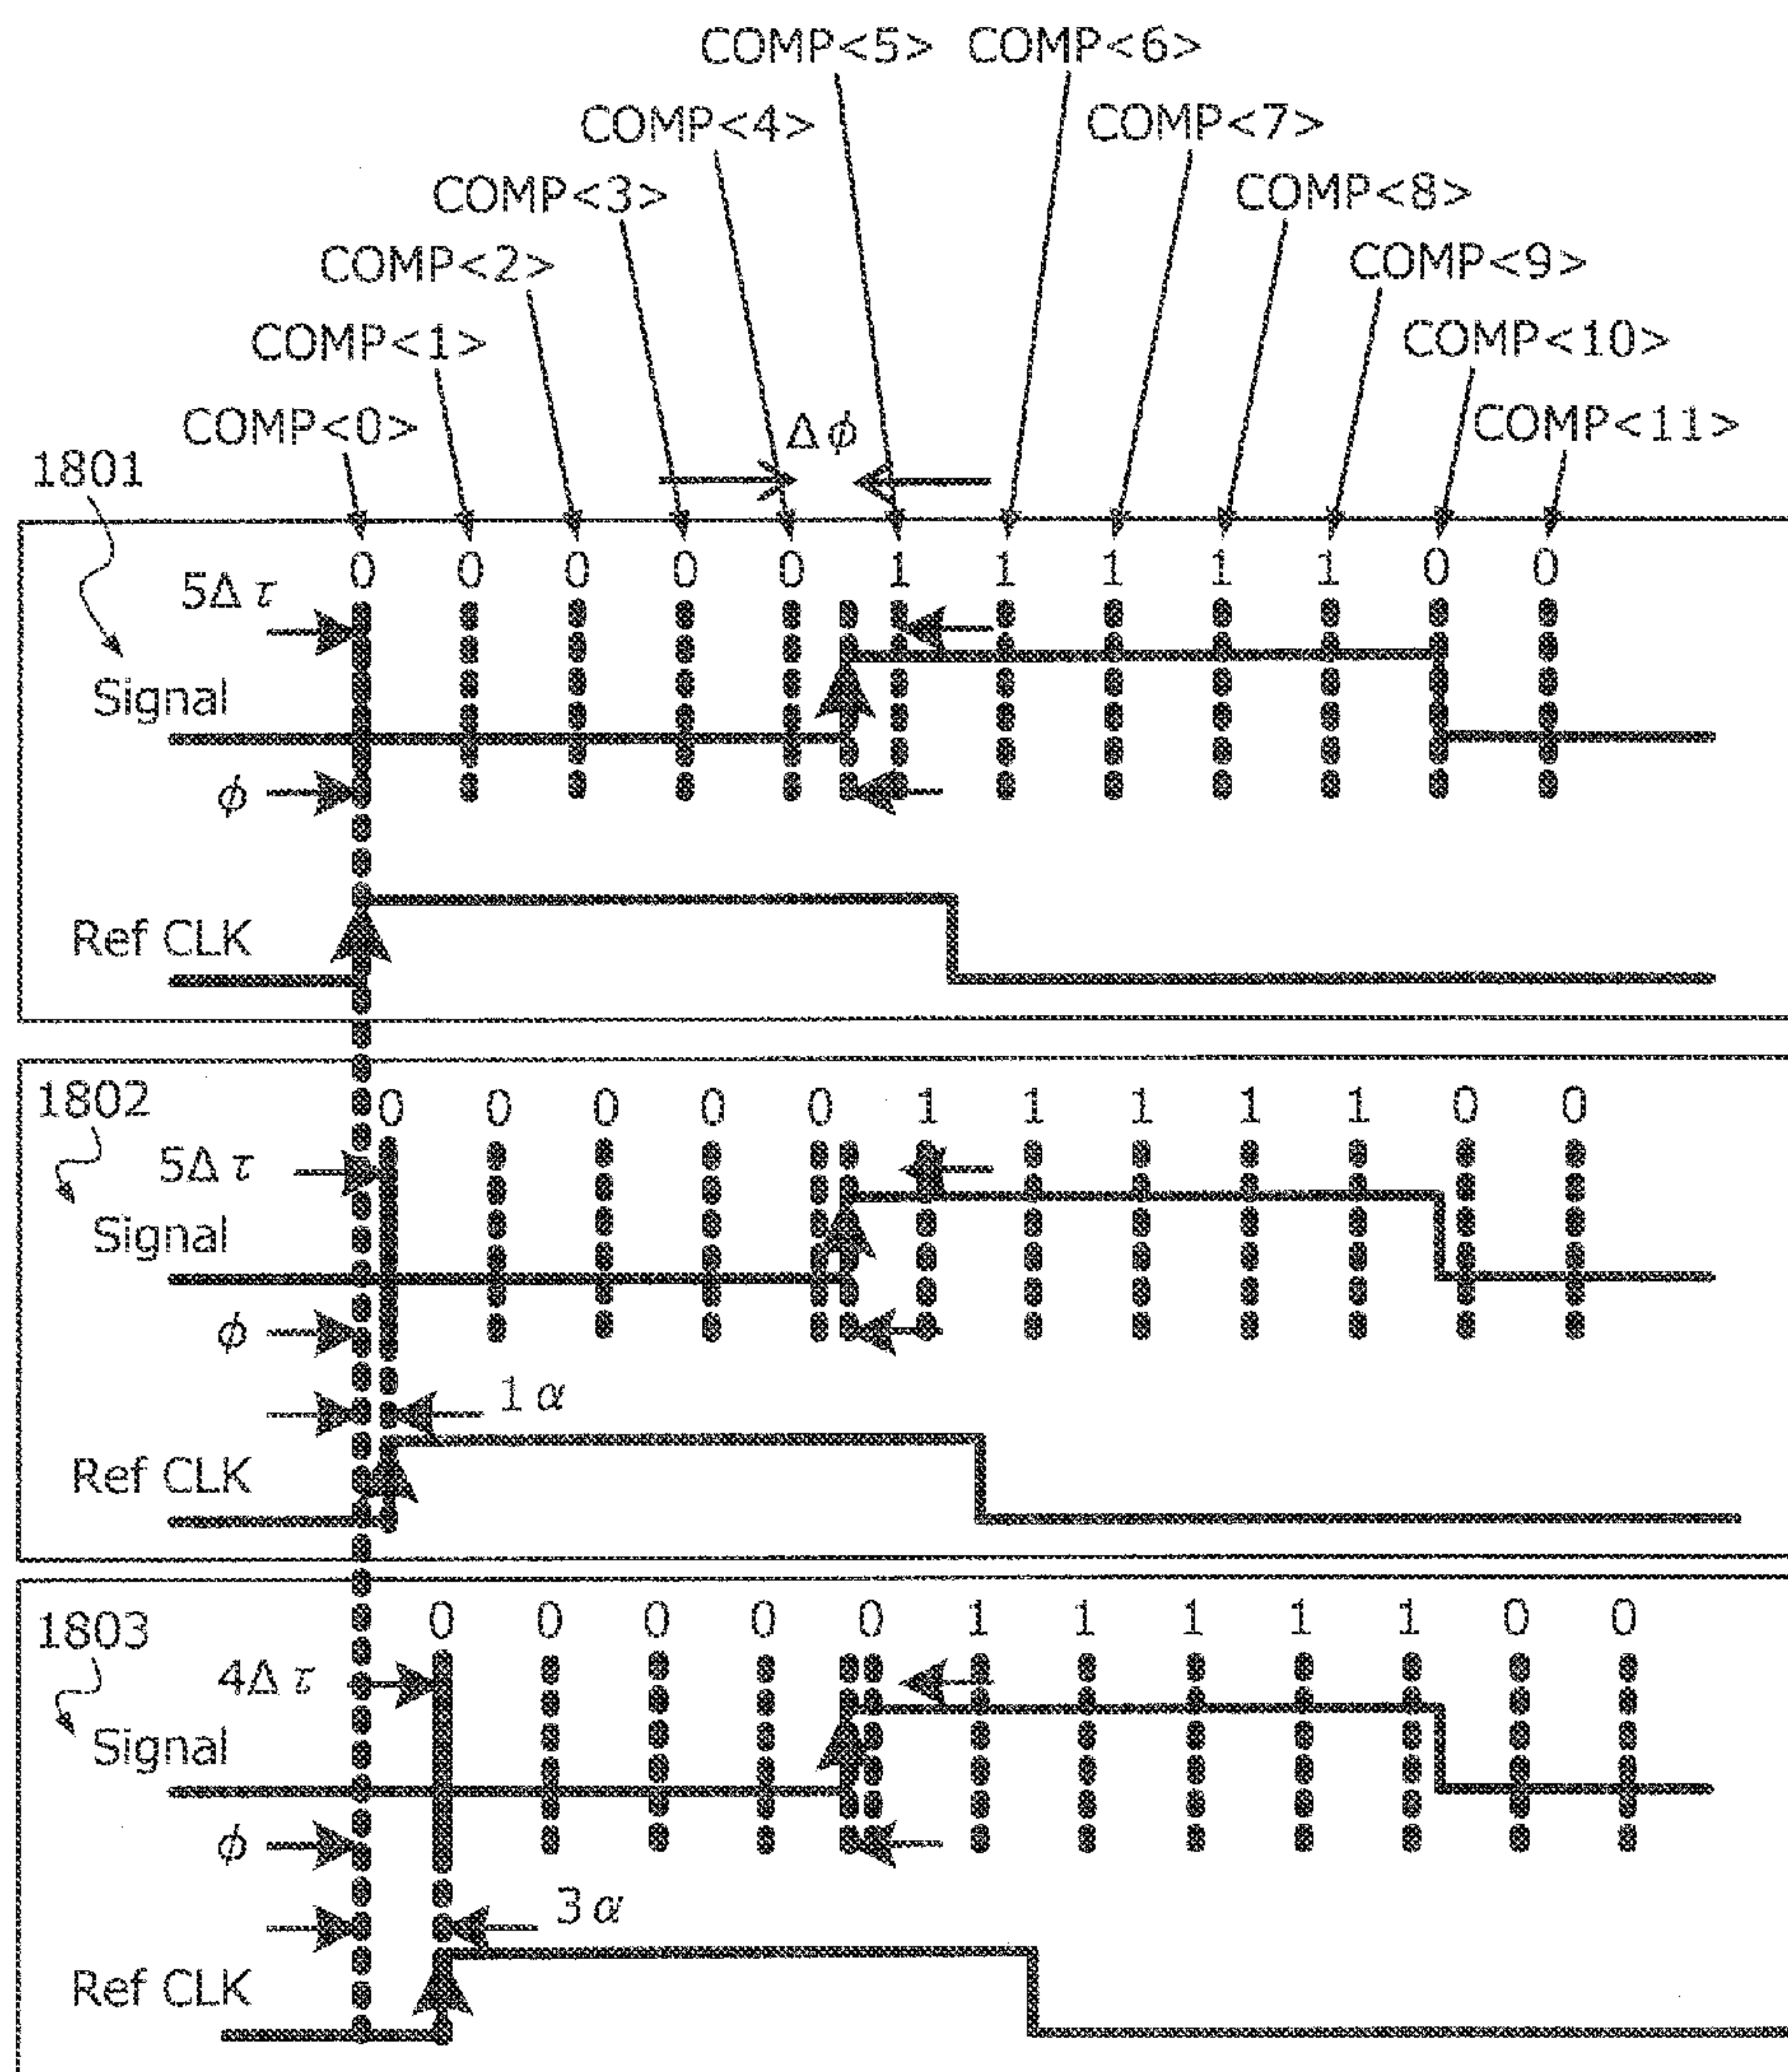 COMP<5> COMP<6>
COMP<4> COMP<7>
COMP<3> COMP<8>
COMP<2> COMP<9>
COMP<1> COMP<10>
COMP<0> Δϕ COMP<11>
1801
0 0 0 0 0 1 1 1 1 1 0 0
5Δτ
Signal
ϕ
Ref CLK
1802
0 0 0 0 0 1 1 1 1 1 0 0
5Δτ
Signal
ϕ
1α
Ref CLK
1803
0 0 0 0 0 1 1 1 1 1 0 0
4Δτ
Signal
ϕ
3α
Ref CLK